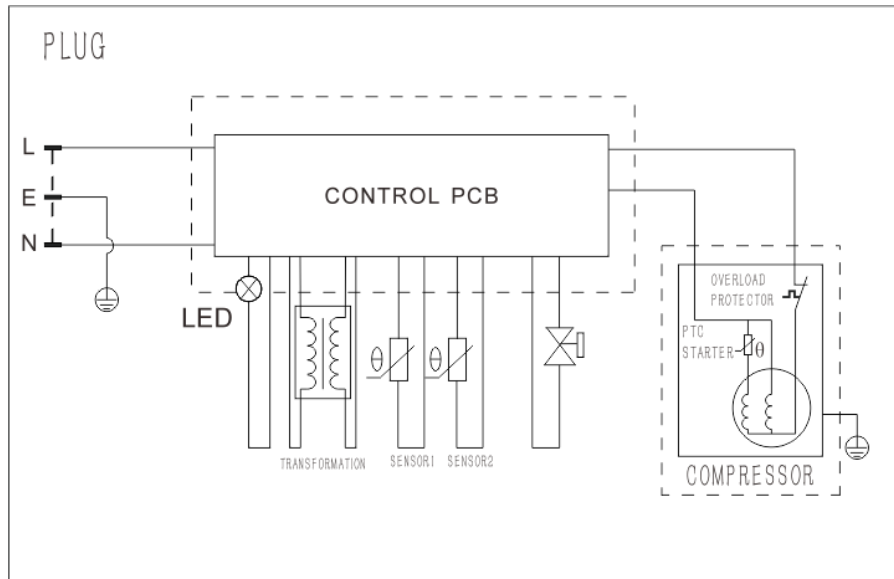 PLUG
L
E
N
CONTROL PCB
LED
TRANSFORMATION
SENSOR1
SENSOR2
θ
θ
OVERLOAD
PROTECTOR
PTC
STARTER
θ
COMPRESSOR